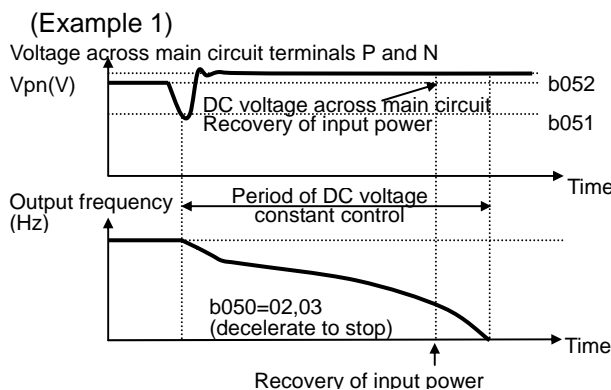 (Example 1)
Voltage across main circuit terminals P and N
Vpn(V)
b052
DC voltage across main circuit
Recovery of input power
b051
Time
Output frequency
(Hz)
Period of DC voltage
constant control
b050=02,03
(decelerate to stop)
Time
Recovery of input power